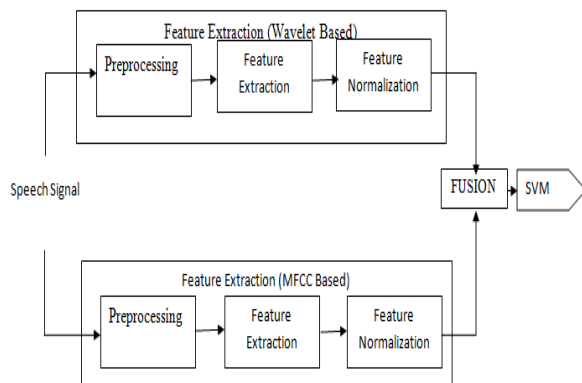 Feature Extraction (Wavelet Based)
Preprocessing
Feature
Extraction
Feature
Normalization
Speech Signal
FUSION
SVM
Feature Extraction (MFCC Based)
Preprocessing
Feature
Extraction
Feature
Normalization